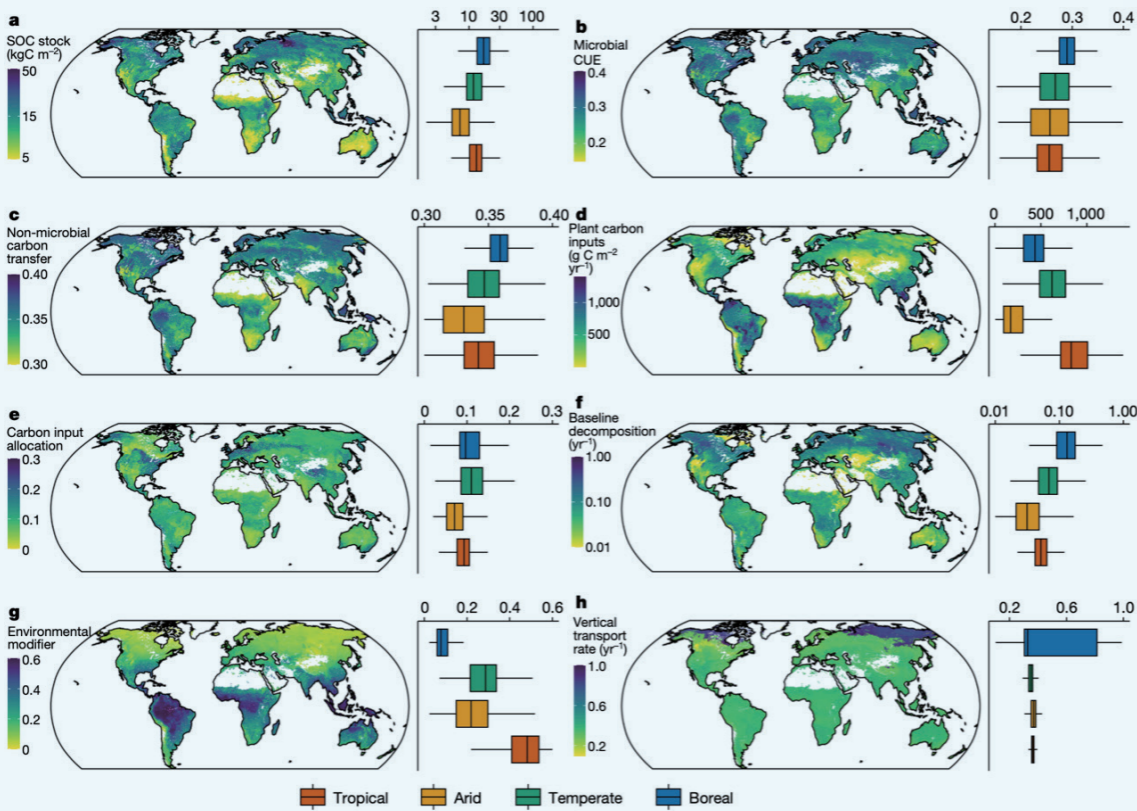 a
SOC stock
(kgC m⁻²)
50
15
5
3 10 30 100
b
Microbial
CUE
0.4
0.3
0.2
0.2 0.3 0.4
c
Non-microbial
carbon
transfer
0.40
0.35
0.30
0.30 0.35 0.40
d
Plant carbon
inputs
(g C m⁻²
yr⁻¹)
1,000
500
0 500 1,000
e
Carbon input
allocation
0.3
0.2
0.1
0
0 0.1 0.2 0.3
f
Baseline
decomposition
(yr⁻¹)
1.00
0.10
0.01
0.01 0.10 1.00
g
Environmental
modifier
0.6
0.4
0.2
0
0 0.2 0.4 0.6
h
Vertical
transport
rate (yr⁻¹)
1.0
0.6
0.2
0.2 0.6 1.0
Tropical Arid Temperate Boreal